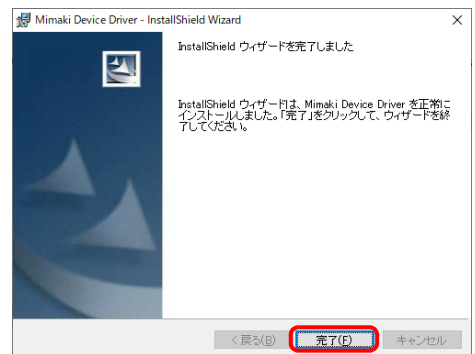 Mimaki Device Driver - InstallShield Wizard
InstallShield ウィザードを完了しました
InstallShield ウィザードは、Mimaki Device Driver を正常に
インストールしました。「完了」をクリックして、ウィザードを終
了してください。
< 戻る(B) 完了(F) キャンセル